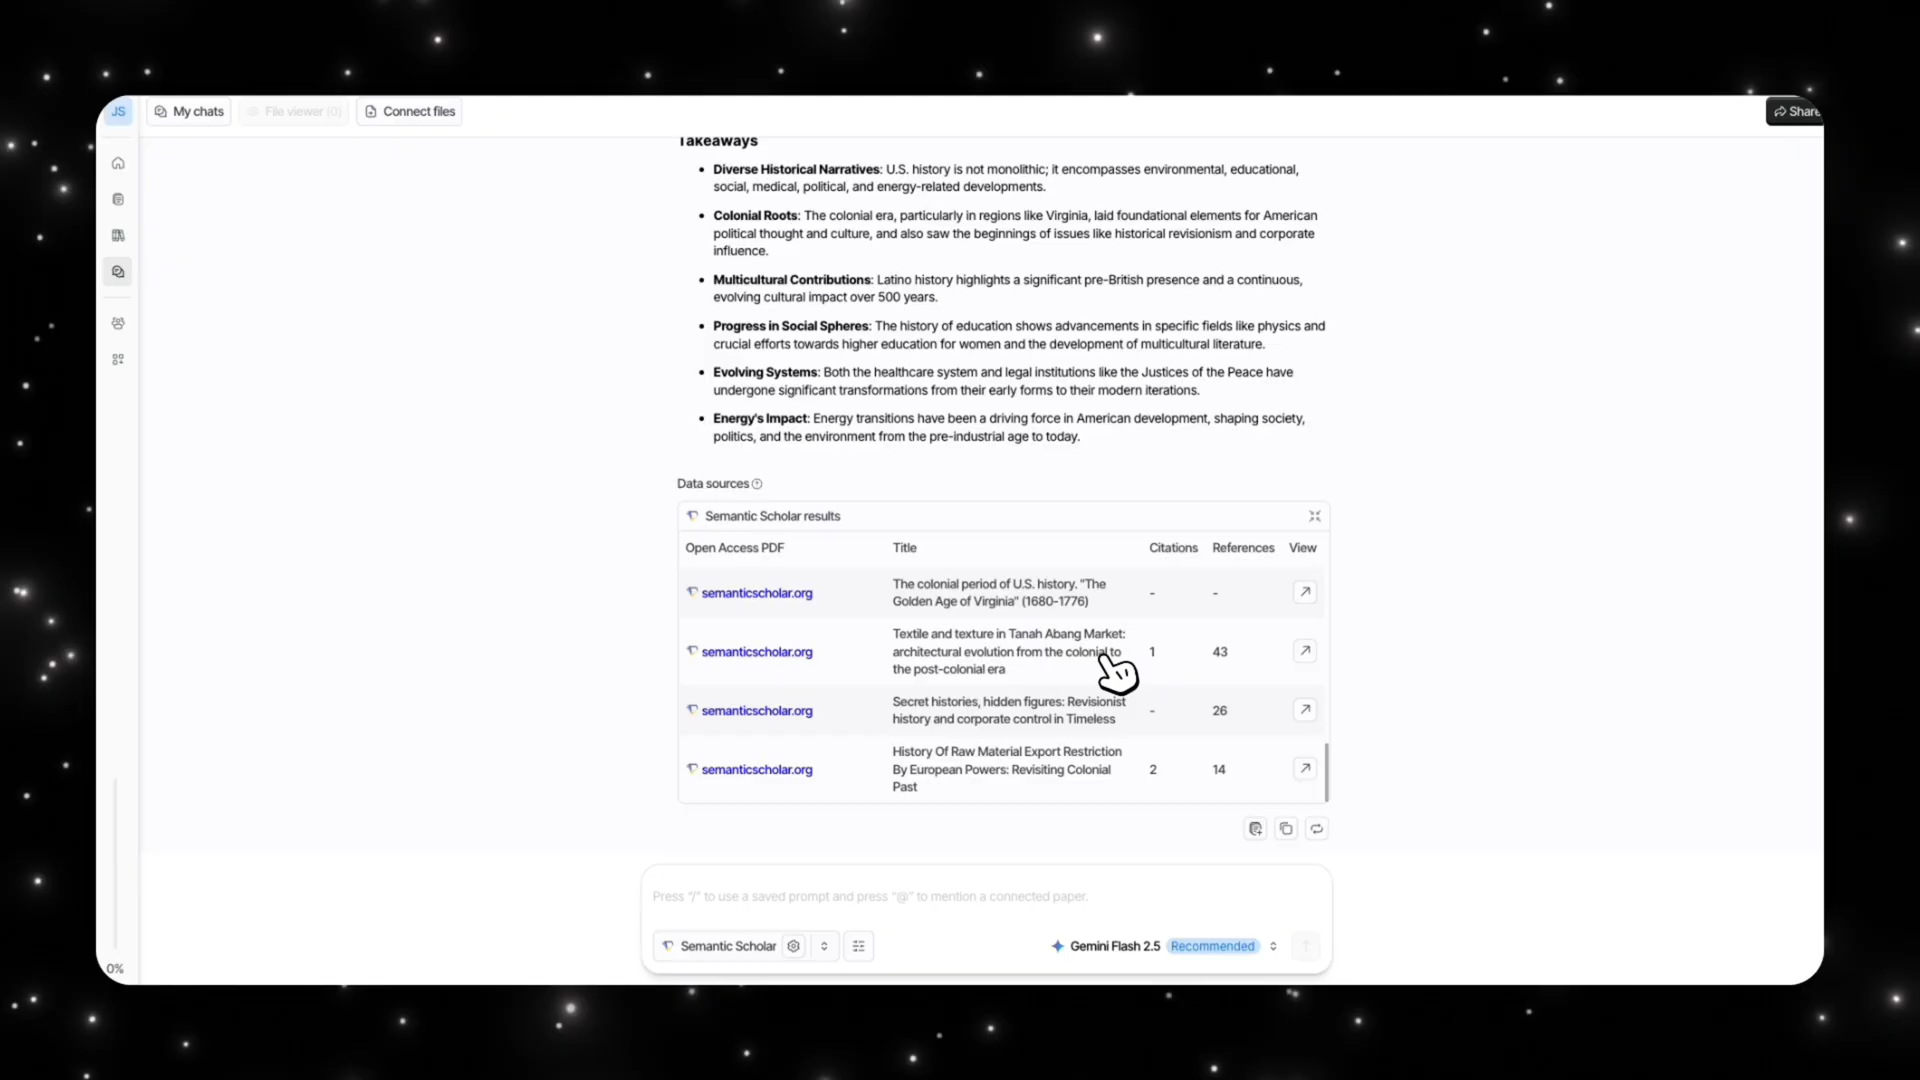 JS
My chats
File viewer (0)
Connect files
Share
Takeaways
Diverse Historical Narratives: U.S. history is not monolithic; it encompasses environmental, educational,
social, medical, political, and energy-related developments.
Colonial Roots: The colonial era, particularly in regions like Virginia, laid foundational elements for American
political thought and culture, and also saw the beginnings of issues like historical revisionism and corporate
influence.
Multicultural Contributions: Latino history highlights a significant pre-British presence and a continuous,
evolving cultural impact over 500 years.
Progress in Social Spheres: The history of education shows advancements in specific fields like physics and
crucial efforts towards higher education for women and the development of multicultural literature.
Evolving Systems: Both the healthcare system and legal institutions like the Justices of the Peace have
undergone significant transformations from their early forms to their modern iterations.
Energy's Impact: Energy transitions have been a driving force in American development, shaping society,
politics, and the environment from the pre-industrial age to today.
Data sources
Semantic Scholar results
Open Access PDF Title Citations References View
semanticscholar.org
The colonial period of U.S. history. "The
Golden Age of Virginia" (1680-1776)
- -
semanticscholar.org
Textile and texture in Tanah Abang Market:
architectural evolution from the colonial to
the post-colonial era
1 43
semanticscholar.org
Secret histories, hidden figures: Revisionist
history and corporate control in Timeless
- 26
semanticscholar.org
History Of Raw Material Export Restriction
By European Powers: Revisiting Colonial
Past
2 14
Press "/" to use a saved prompt and press "@" to mention a connected paper.
Semantic Scholar
Gemini Flash 2.5 Recommended
0%